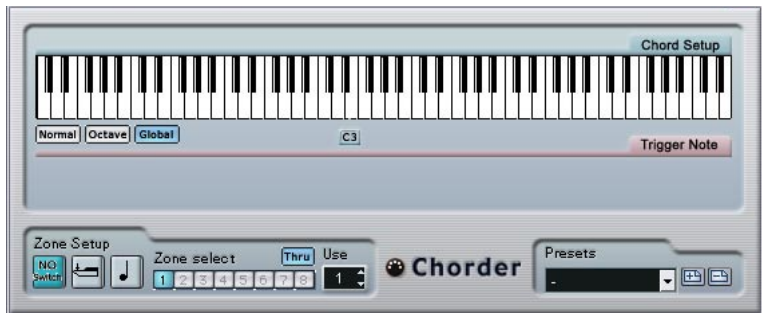 Chord Setup
Normal Octave Global
C3
Trigger Note
Zone Setup
NO Switch
Zone select Thru Use
1 2 3 4 5 6 7 8 1
Chorder
Presets
-